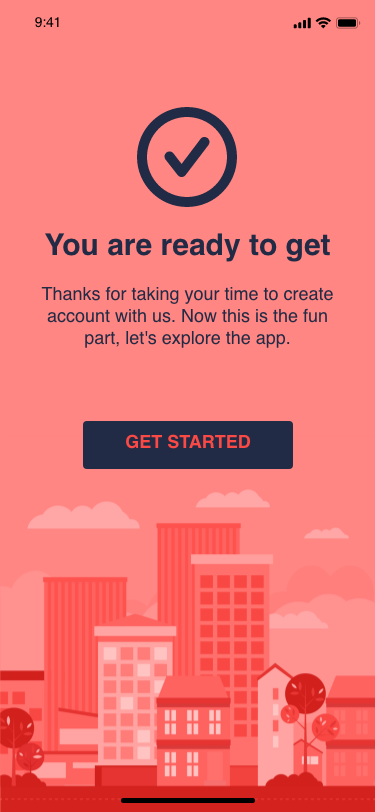 9:41
You are ready to get
Thanks for taking your time to create
account with us. Now this is the fun
part, let's explore the app.
GET STARTED